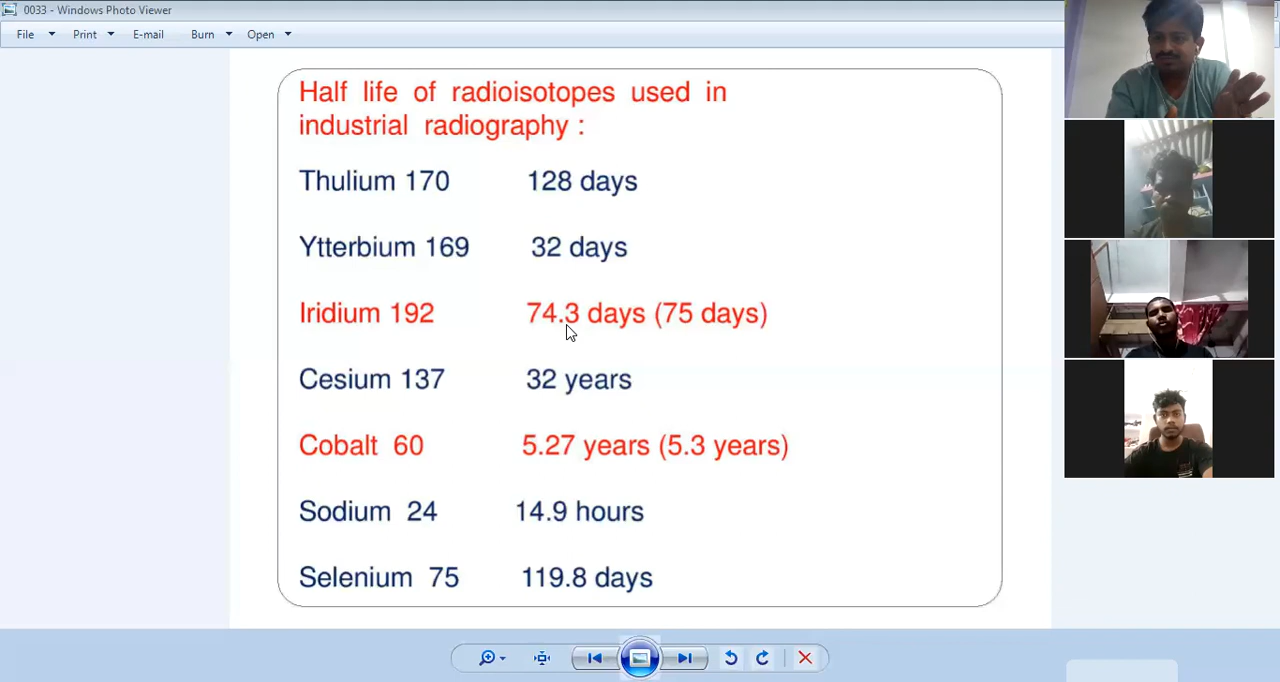 0033 - Windows Photo Viewer
File Print E-mail Burn Open
Half life of radioisotopes used in
industrial radiography :
Thulium 170 128 days
Ytterbium 169 32 days
Iridium 192 74.3 days (75 days)
Cesium 137 32 years
Cobalt 60 5.27 years (5.3 years)
Sodium 24 14.9 hours
Selenium 75 119.8 days